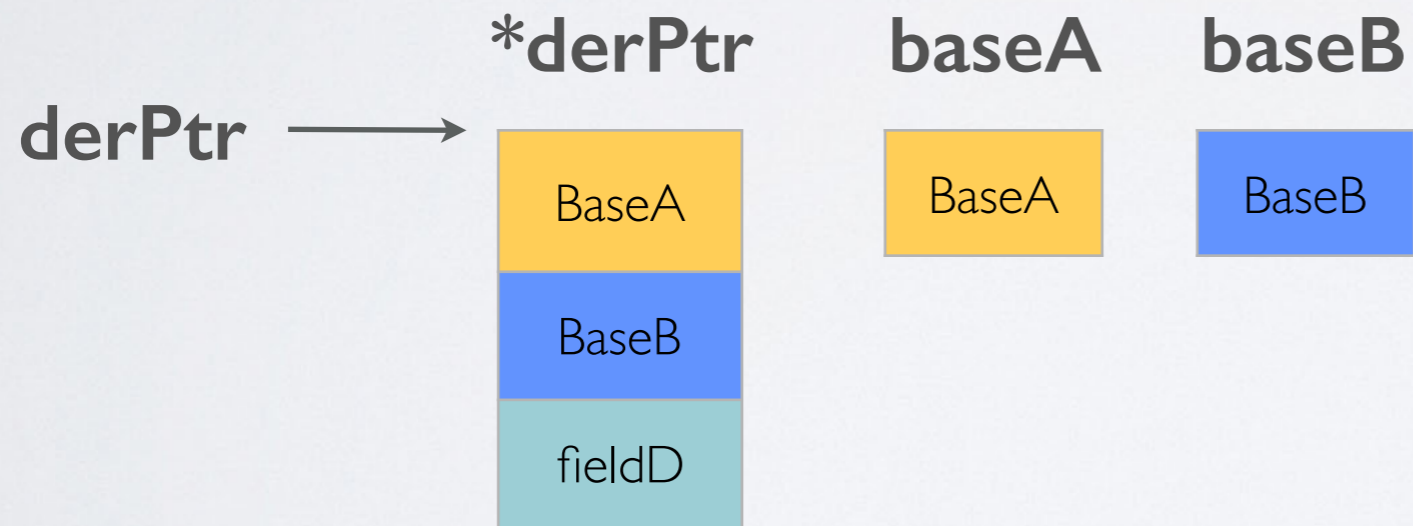 *derPtr baseA baseB
derPtr
BaseA BaseA BaseB
BaseB
fieldD